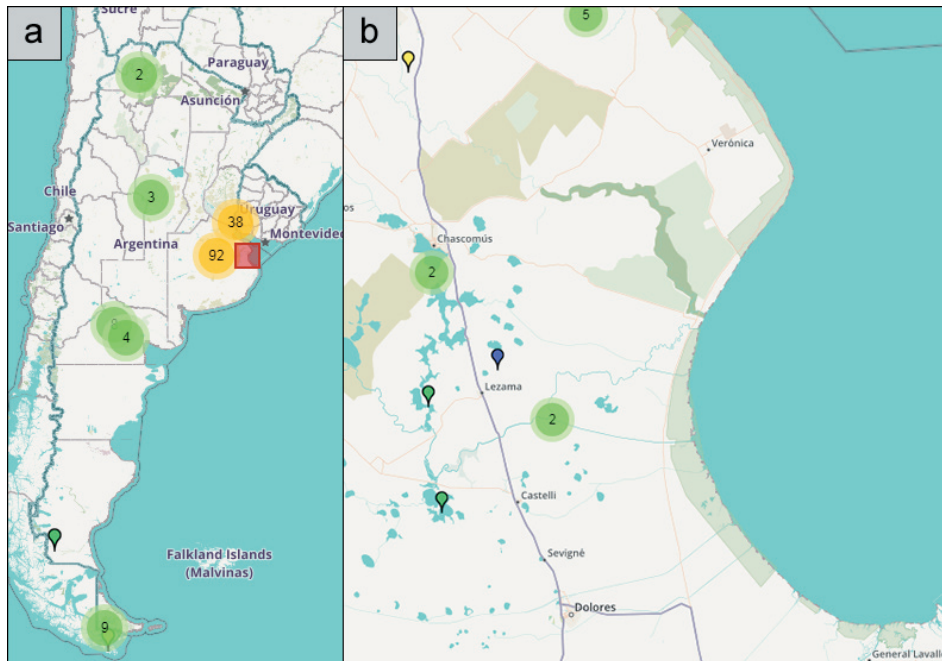 a
Sucre
2
Paraguay
Asunción
Chile
3
Santiago
Uruguay
38
Montevideo
Argentina
92
4
Falkland Islands
(Malvinas)
9
b
5
Verónica
os
Chascomús
2
Lezama
2
Castelli
Sevigné
Dolores
General Lavalle